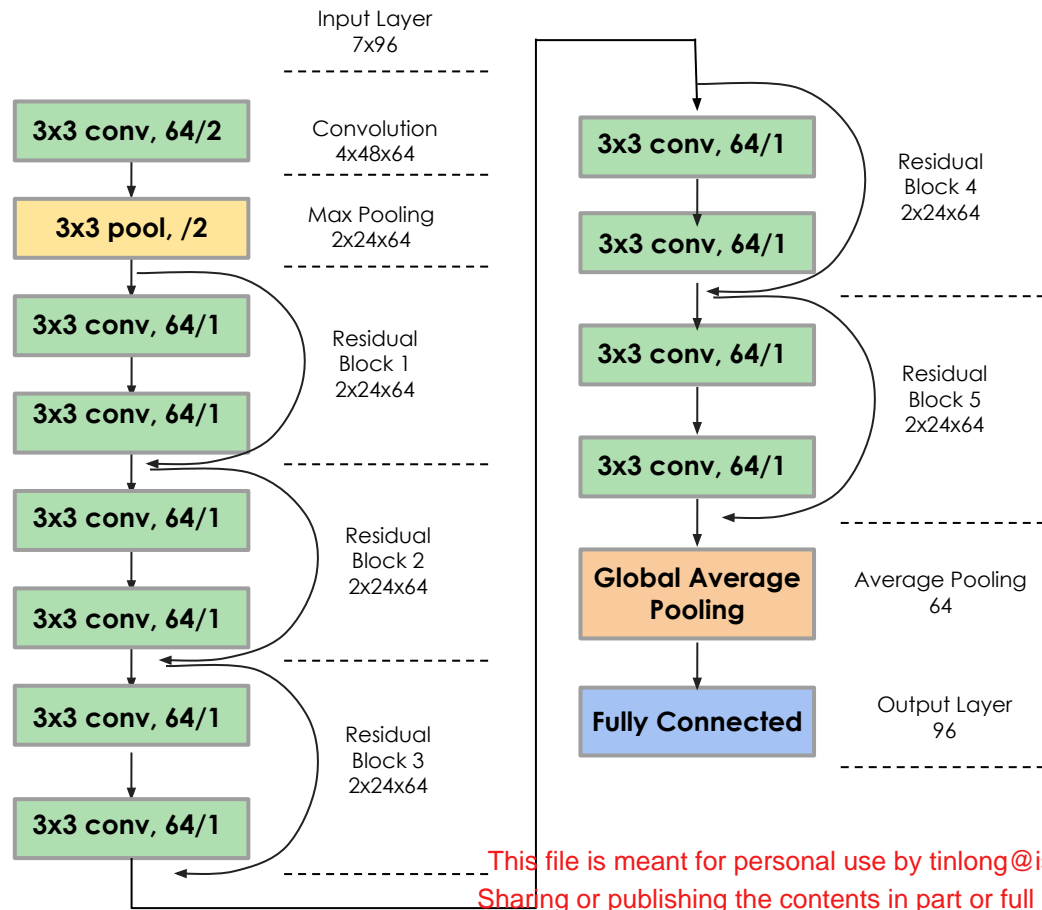 Input Layer
7x96
3x3 conv, 64/2
Convolution
4x48x64
3x3 pool, /2
Max Pooling
2x24x64
3x3 conv, 64/1
Residual
Block 1
2x24x64
3x3 conv, 64/1
3x3 conv, 64/1
Residual
Block 2
2x24x64
3x3 conv, 64/1
3x3 conv, 64/1
Residual
Block 3
2x24x64
3x3 conv, 64/1
3x3 conv, 64/1
Residual
Block 4
2x24x64
3x3 conv, 64/1
3x3 conv, 64/1
Residual
Block 5
2x24x64
3x3 conv, 64/1
Global Average
Pooling
Average Pooling
64
Fully Connected
Output Layer
96
This file is meant for personal use by tinlong@is
Sharing or publishing the contents in part or full